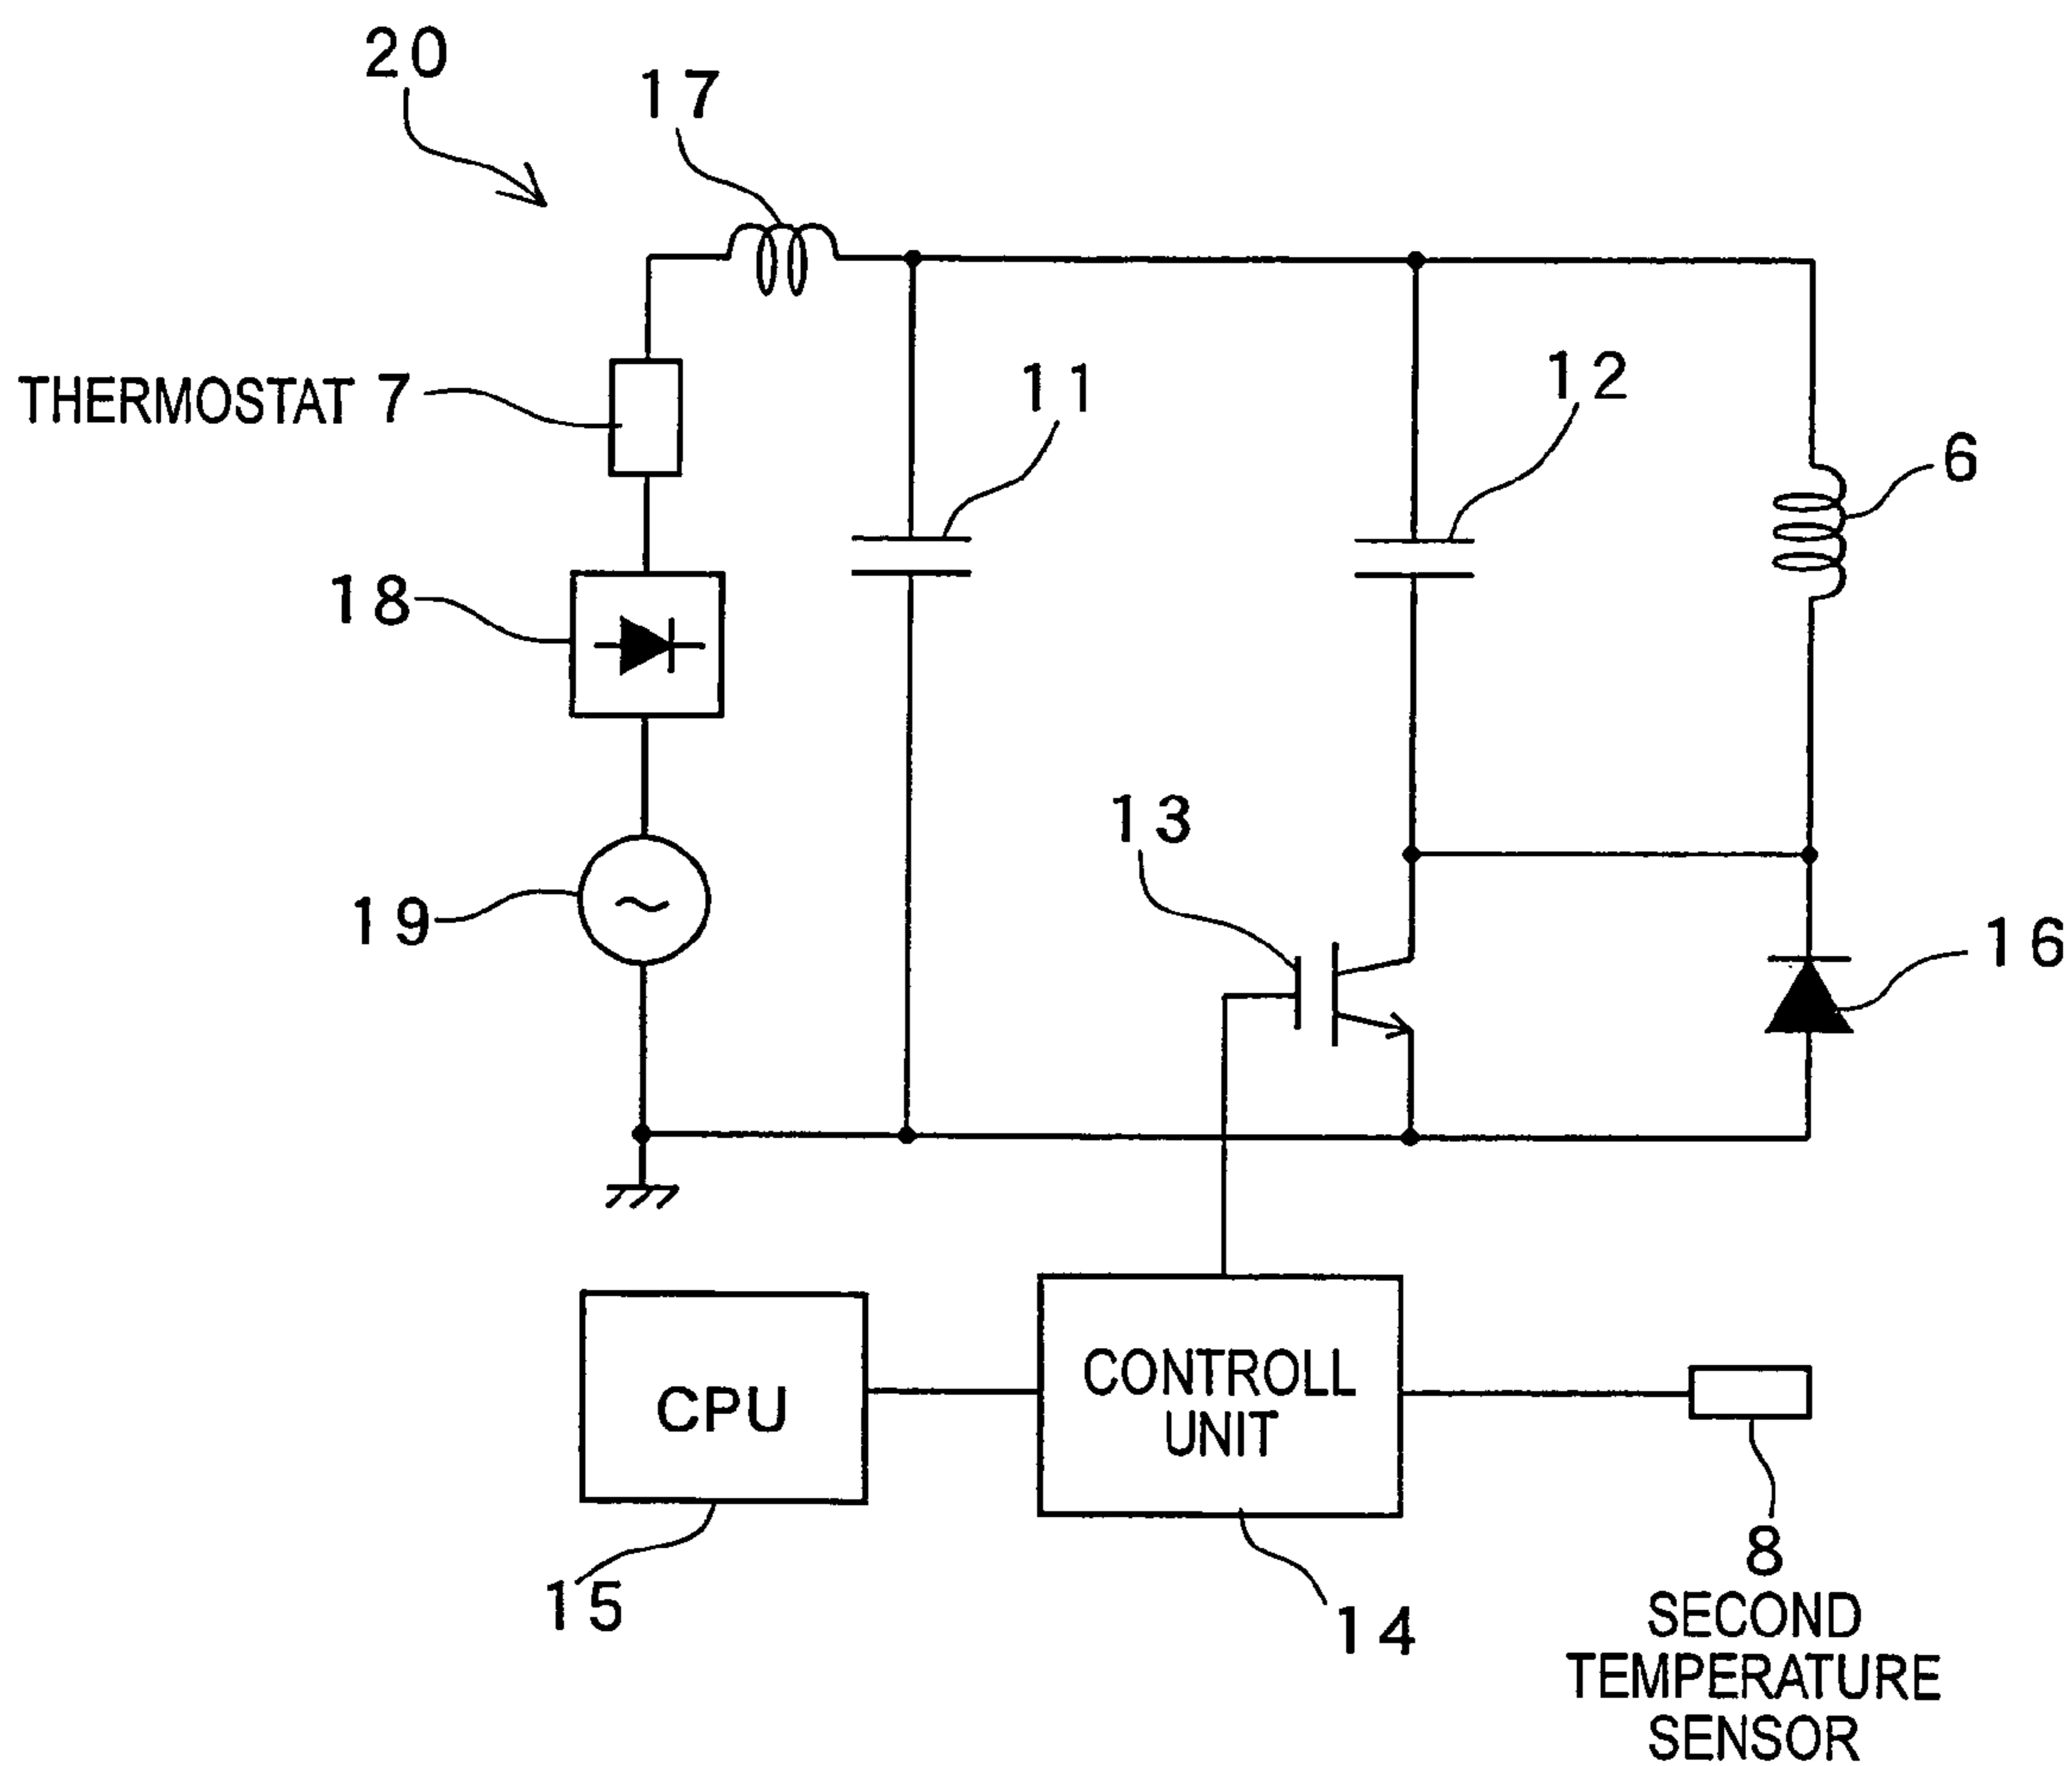 20
17
THERMOSTAT 7
11
12
6
18
13
19
16
CPU
CONTROLL
UNIT
15
14
8
SECOND
TEMPERATURE
SENSOR